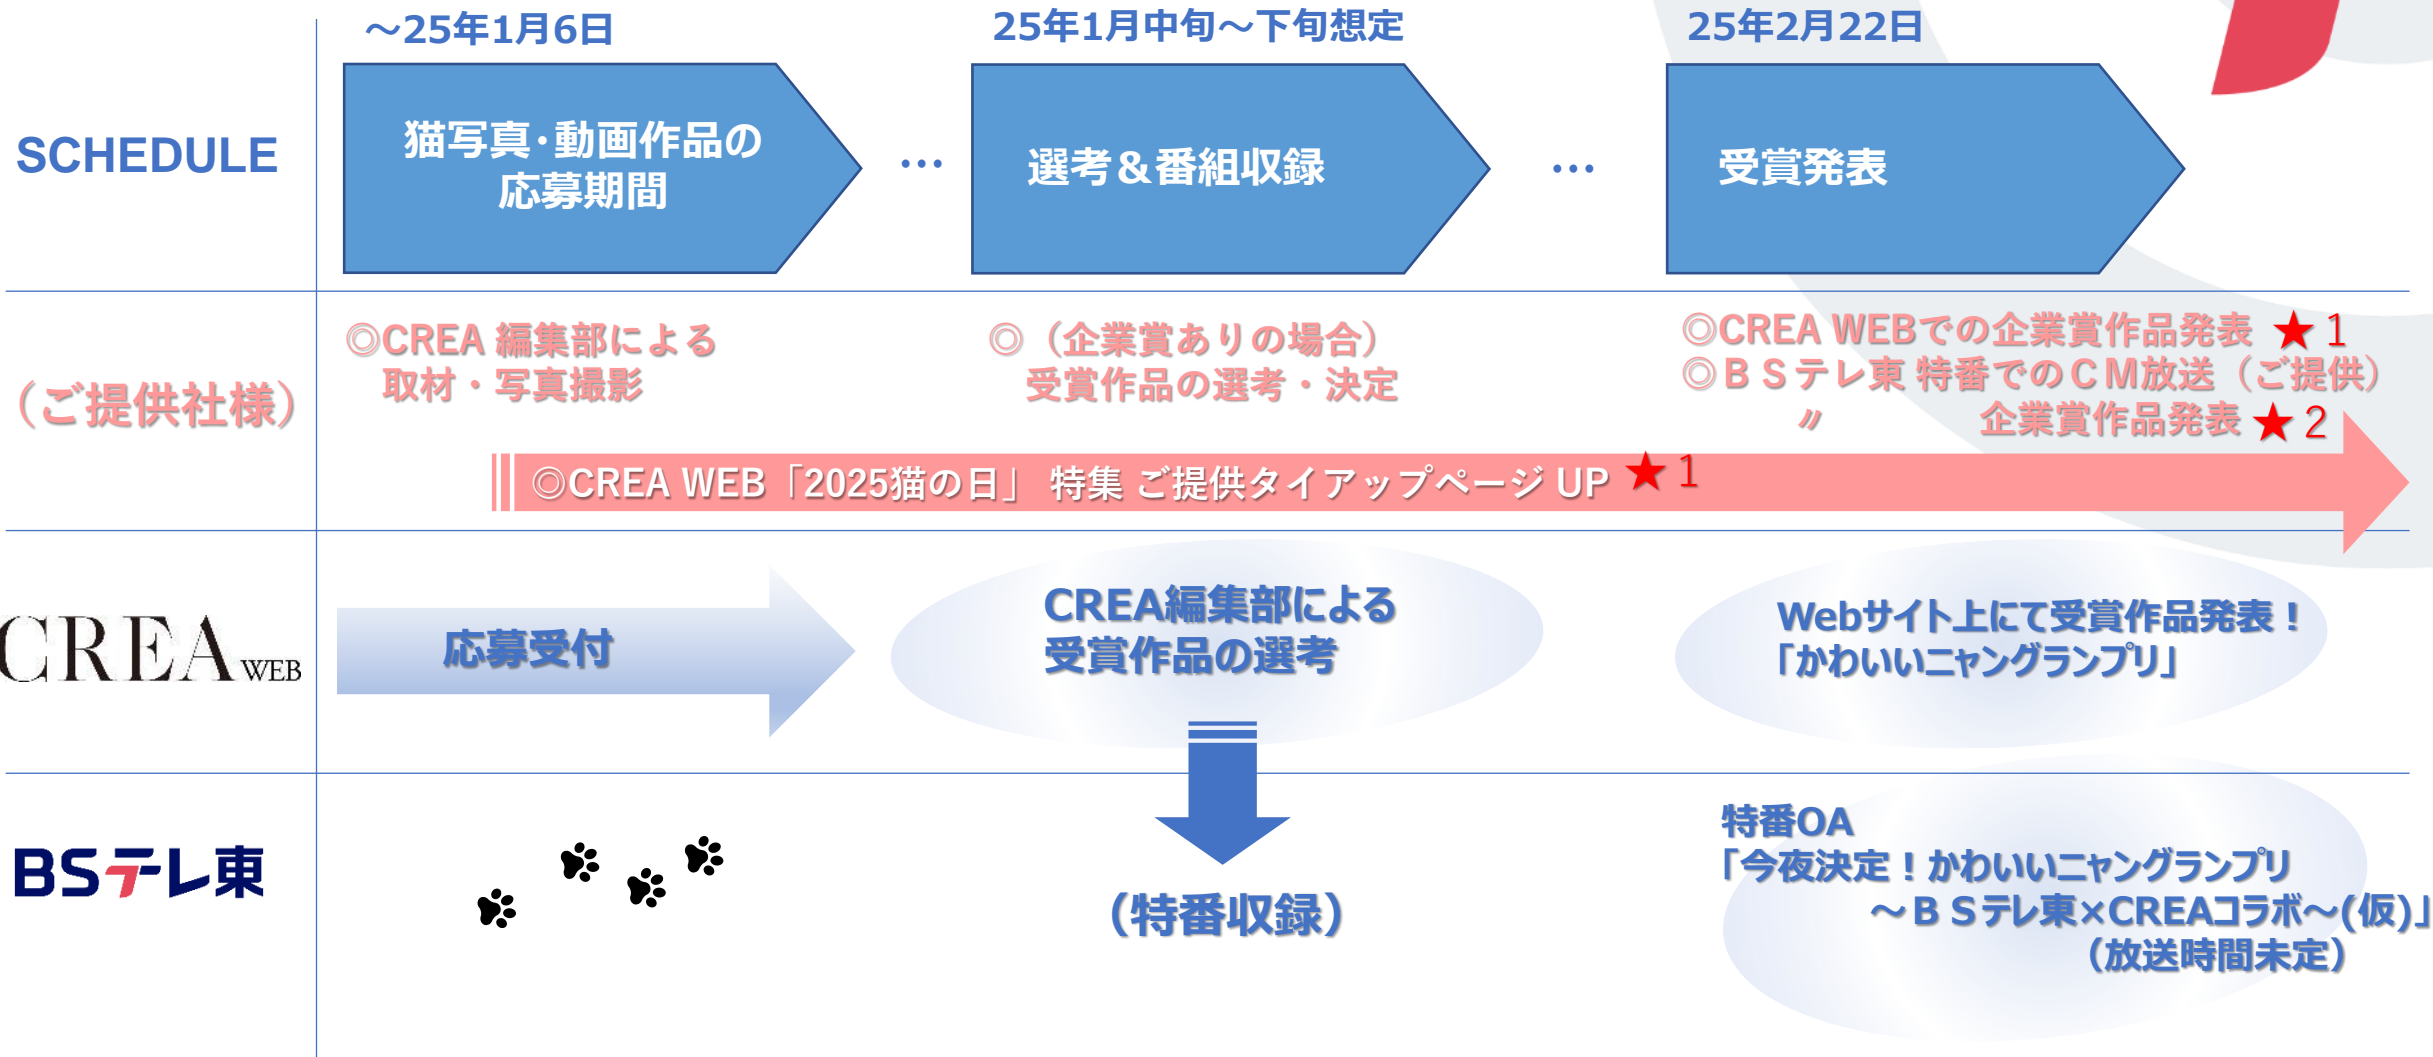 ～25年1月6日
25年1月中旬～下旬想定
25年2月22日
SCHEDULE
猫写真･動画作品の
応募期間
…
選考＆番組収録
…
受賞発表
（ご提供社様）
◎CREA 編集部による
取材・写真撮影
◎（企業賞ありの場合）
受賞作品の選考・決定
◎CREA WEBでの企業賞作品発表 ★１
◎ＢＳテレ東 特番でのＣＭ放送（ご提供）
〃 企業賞作品発表 ★２
◎CREA WEB「2025猫の日」 特集 ご提供タイアップページ UP ★１
CREA WEB
応募受付
CREA編集部による
受賞作品の選考
Webサイト上にて受賞作品発表！
「かわいいニャングランプリ」
BSテレ東
（特番収録）
特番OA
「今夜決定！かわいいニャングランプリ
～ＢＳテレ東×CREAコラボ～(仮)」
（放送時間未定）